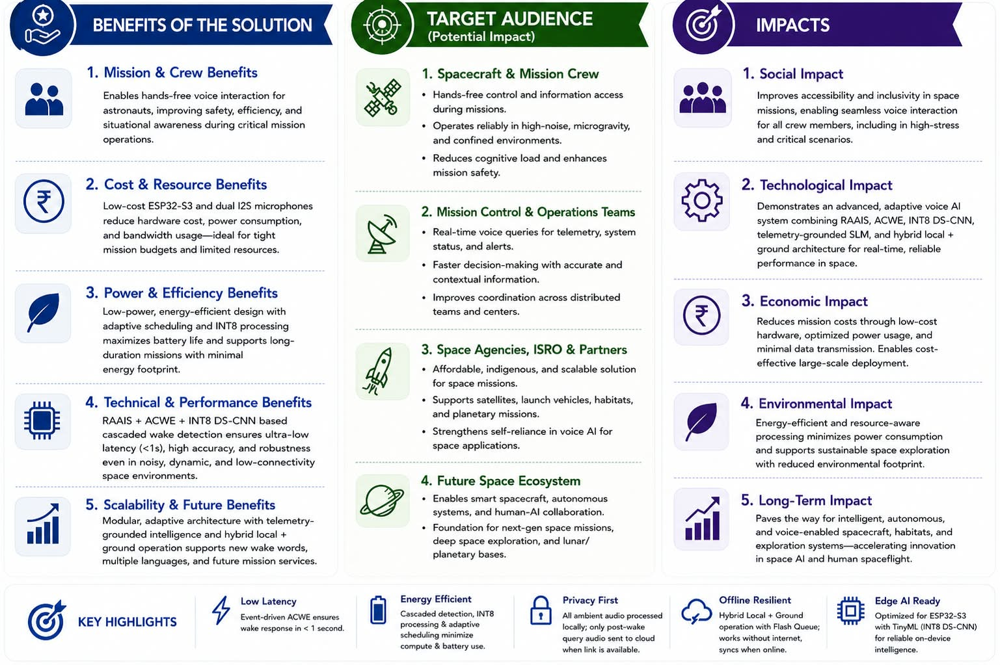 BENEFITS OF THE SOLUTION
1. Mission & Crew Benefits
Enables hands-free voice interaction for
astronauts, improving safety, efficiency, and
situational awareness during critical mission
operations.
2. Cost & Resource Benefits
Low-cost ESP32-S3 and dual I2S microphones
reduce hardware cost, power consumption,
and bandwidth usage—ideal for tight
mission budgets and limited resources.
3. Power & Efficiency Benefits
Low-power, energy-efficient design with
adaptive scheduling and INT8 processing
maximizes battery life and supports long-
duration missions with minimal
energy footprint.
4. Technical & Performance Benefits
RAAIS + ACWE + INT8 DS-CNN based
cascaded wake detection ensures ultra-low
latency (<1s), high accuracy, and robustness
even in noisy, dynamic, and low-connectivity
space environments.
5. Scalability & Future Benefits
Modular, adaptive architecture with telemetry-
grounded intelligence and hybrid local +
ground operation supports new wake words,
multiple languages, and future mission services.
TARGET AUDIENCE
(Potential Impact)
1. Spacecraft & Mission Crew
• Hands-free control and information access
during missions.
• Operates reliably in high-noise, microgravity,
and confined environments.
• Reduces cognitive load and enhances
mission safety.
2. Mission Control & Operations Teams
• Real-time voice queries for telemetry, system
status, and alerts.
• Faster decision-making with accurate and
contextual information.
• Improves coordination across distributed
teams and centers.
3. Space Agencies, ISRO & Partners
• Affordable, indigenous, and scalable solution
for space missions.
• Supports satellites, launch vehicles, habitats,
and planetary missions.
• Strengthens self-reliance in voice AI for
space applications.
4. Future Space Ecosystem
• Enables smart spacecraft, autonomous
systems, and human-AI collaboration.
• Foundation for next-gen space missions,
deep space exploration, and lunar/
planetary bases.
IMPACTS
1. Social Impact
Improves accessibility and inclusivity in space
missions, enabling seamless voice interaction
for all crew members, including in high-stress
and critical scenarios.
2. Technological Impact
Demonstrates an advanced, adaptive voice AI
system combining RAAIS, ACWE, INT8 DS-CNN,
telemetry-grounded SLM, and hybrid local +
ground architecture for real-time, reliable
performance in space.
3. Economic Impact
Reduces mission costs through low-cost
hardware, optimized power usage, and
minimal data transmission. Enables cost-
effective large-scale deployment.
4. Environmental Impact
Energy-efficient and resource-aware
processing minimizes power consumption
and supports sustainable space exploration
with reduced environmental footprint.
5. Long-Term Impact
Paves the way for intelligent, autonomous,
and voice-enabled spacecraft, habitats, and
exploration systems—accelerating innovation
in space AI and human spaceflight.
KEY HIGHLIGHTS
Low Latency
Event-driven ACWE ensures
wake response in < 1 second.
Energy Efficient
Cascaded detection, INT8
processing & adaptive
scheduling minimize
compute & battery use.
Privacy First
All ambient audio processed
locally; only post-wake
query audio sent to cloud
when link is available.
Offline Resilient
Hybrid Local + Ground
operation with Flash Queue;
works without internet,
syncs when online.
Edge AI Ready
Optimized for ESP32-S3
with TinyML (INT8 DS-CNN)
for reliable on-device
intelligence.
₹
₹